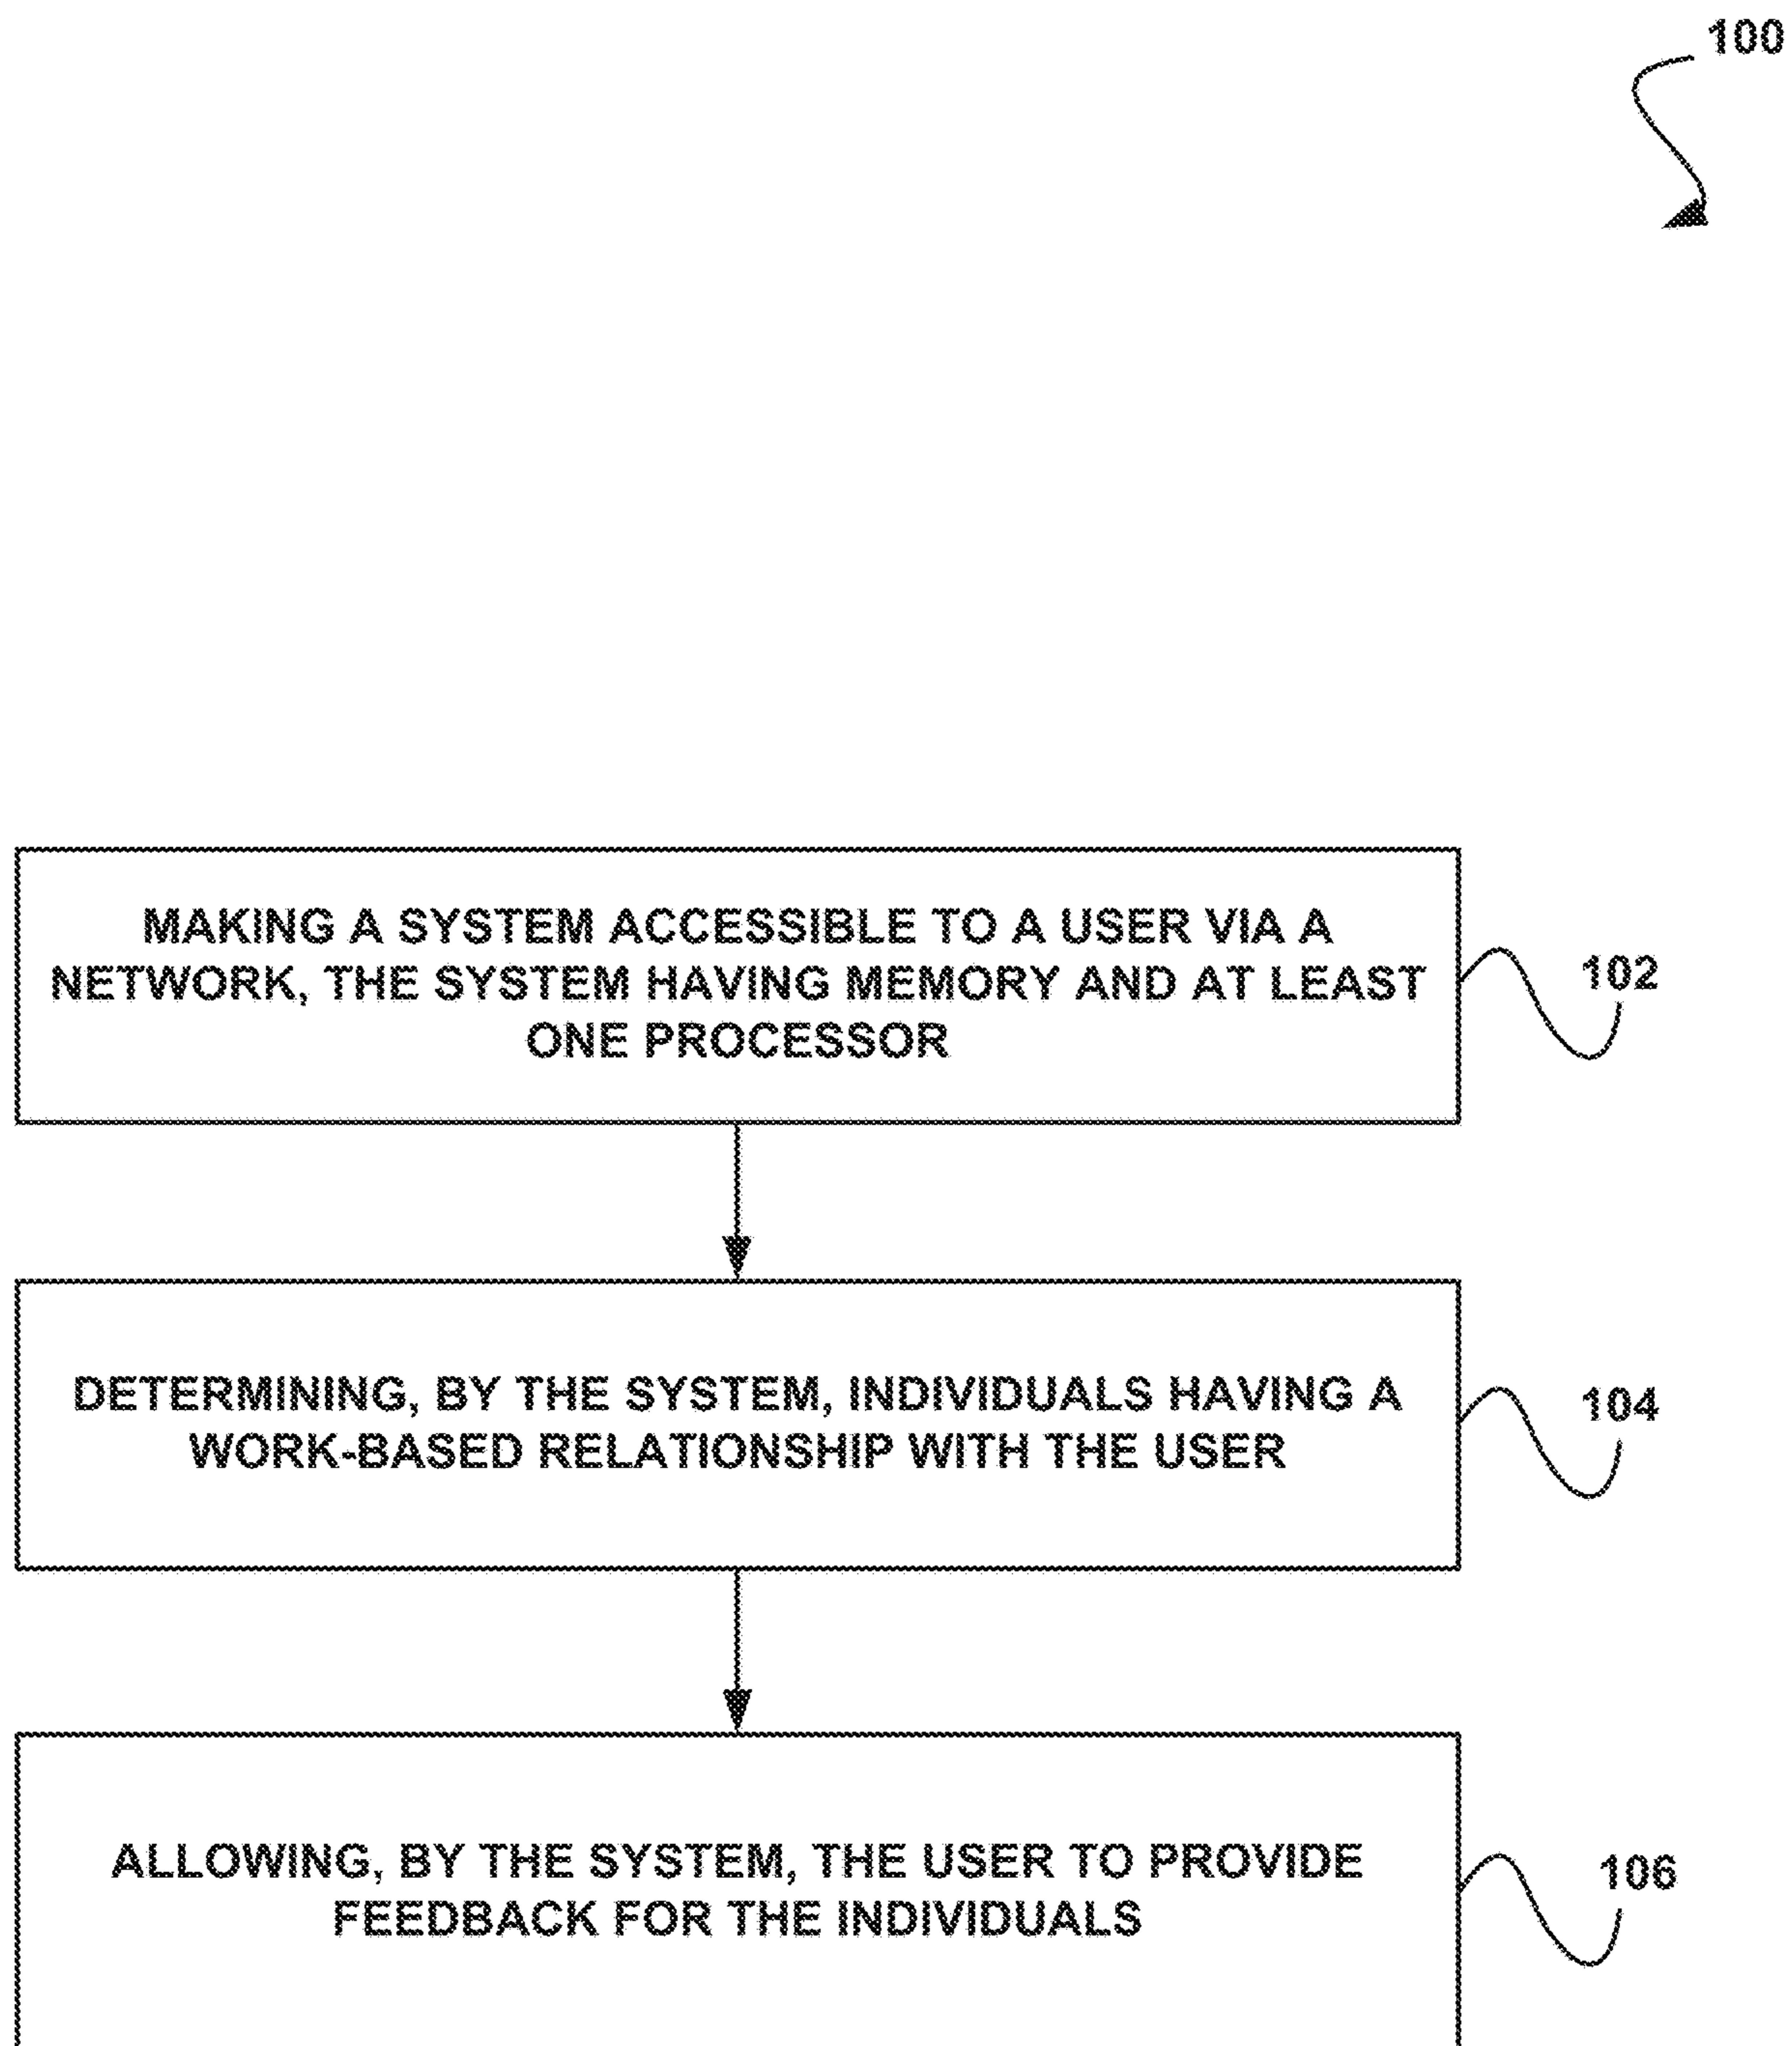 100
MAKING A SYSTEM ACCESSIBLE TO A USER VIA A
NETWORK, THE SYSTEM HAVING MEMORY AND AT LEAST
ONE PROCESSOR
102
DETERMINING, BY THE SYSTEM, INDIVIDUALS HAVING A
WORK-BASED RELATIONSHIP WITH THE USER
104
ALLOWING, BY THE SYSTEM, THE USER TO PROVIDE
FEEDBACK FOR THE INDIVIDUALS
106